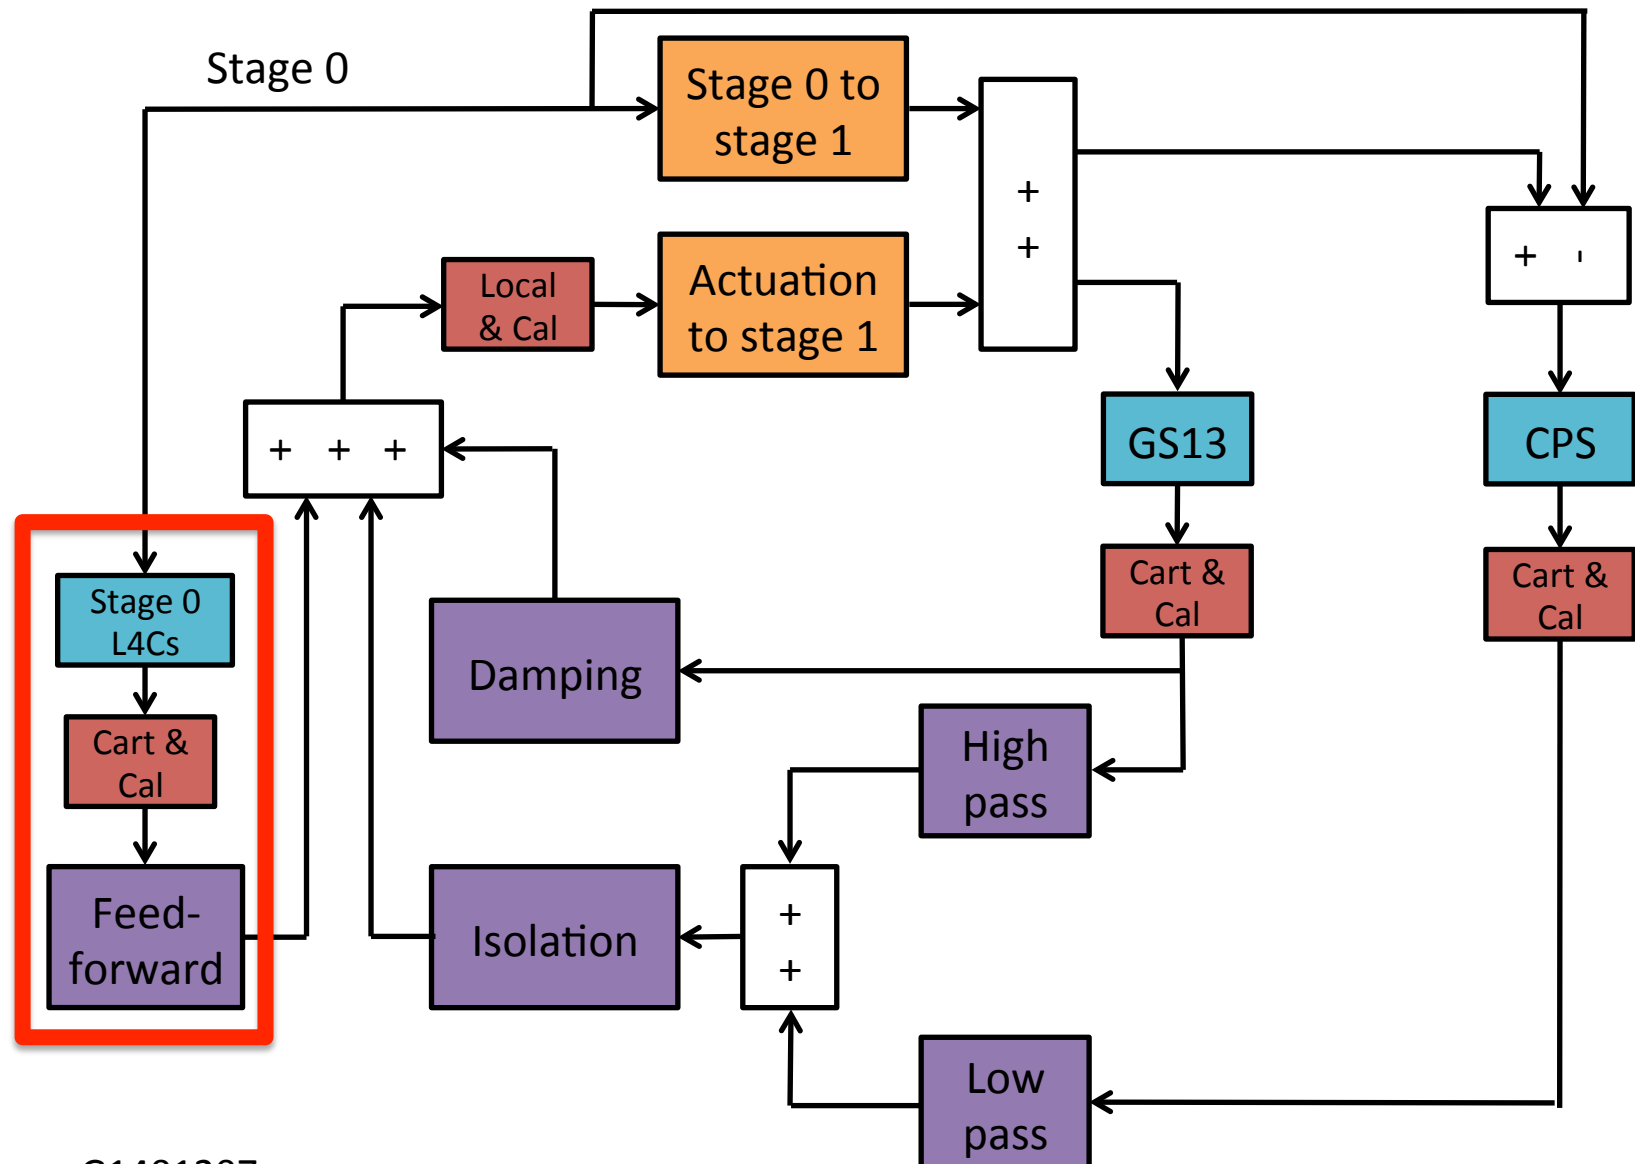 Stage 0
Stage 0 to
stage 1
+
+
+ -
Local
& Cal
Actuation
to stage 1
+ + +
GS13
CPS
Stage 0
L4Cs
Cart &
Cal
Cart &
Cal
Damping
Cart &
Cal
High
pass
Feed-
forward
Isolation
+
+
Low
pass